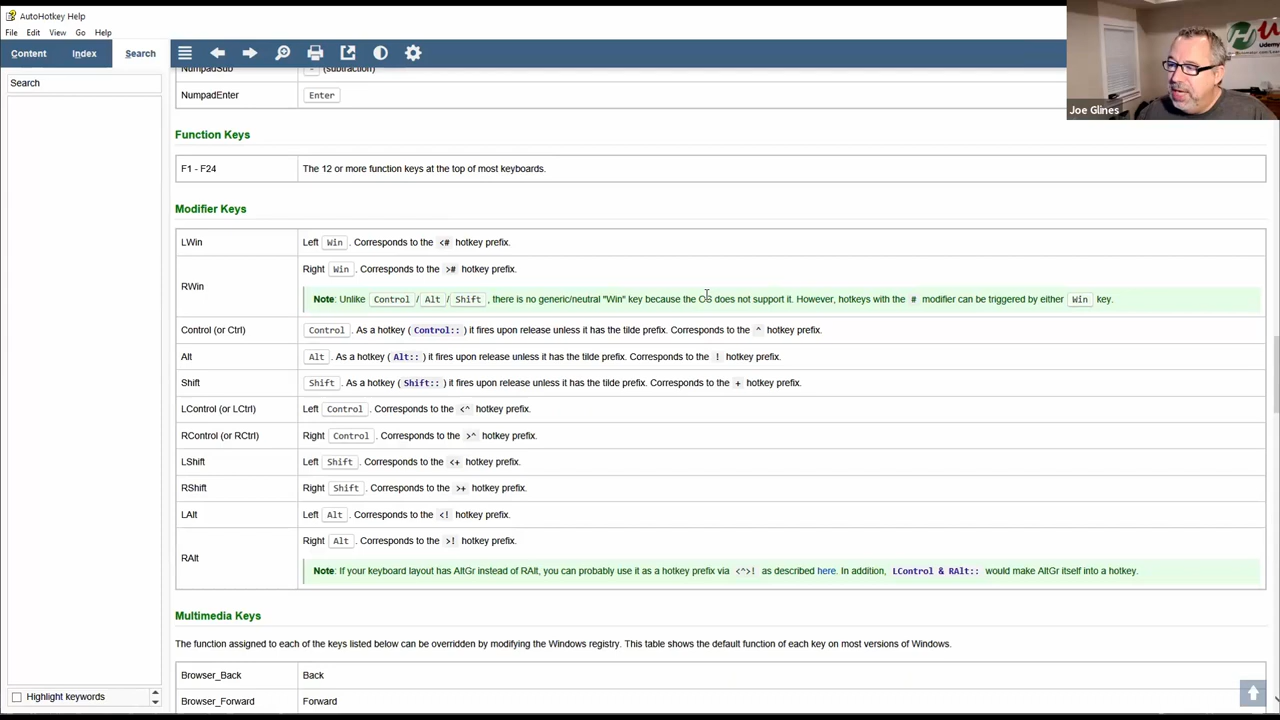 AutoHotkey Help
File Edit View Go Help
Content Index Search
Search
NumpadSub - (subtraction)
NumpadEnter Enter
Function Keys
F1 - F24 The 12 or more function keys at the top of most keyboards.
Modifier Keys
LWin Left Win . Corresponds to the <# hotkey prefix.
RWin Right Win . Corresponds to the ># hotkey prefix.
Note: Unlike Control / Alt / Shift , there is no generic/neutral "Win" key because the OS does not support it. However, hotkeys with the # modifier can be triggered by either Win key.
Control (or Ctrl) Control . As a hotkey ( Control:: ) it fires upon release unless it has the tilde prefix. Corresponds to the ^ hotkey prefix.
Alt Alt . As a hotkey ( Alt:: ) it fires upon release unless it has the tilde prefix. Corresponds to the ! hotkey prefix.
Shift Shift . As a hotkey ( Shift:: ) it fires upon release unless it has the tilde prefix. Corresponds to the + hotkey prefix.
LControl (or LCtrl) Left Control . Corresponds to the <^ hotkey prefix.
RControl (or RCtrl) Right Control . Corresponds to the >^ hotkey prefix.
LShift Left Shift . Corresponds to the <+ hotkey prefix.
RShift Right Shift . Corresponds to the >+ hotkey prefix.
LAlt Left Alt . Corresponds to the <! hotkey prefix.
RAlt Right Alt . Corresponds to the >! hotkey prefix.
Note: If your keyboard layout has AltGr instead of RAlt, you can probably use it as a hotkey prefix via <^>! as described here. In addition, LControl & RAlt:: would make AltGr itself into a hotkey.
Multimedia Keys
The function assigned to each of the keys listed below can be overridden by modifying the Windows registry. This table shows the default function of each key on most versions of Windows.
Browser_Back Back
Browser_Forward Forward
Highlight keywords
Udemy
Joe Glines